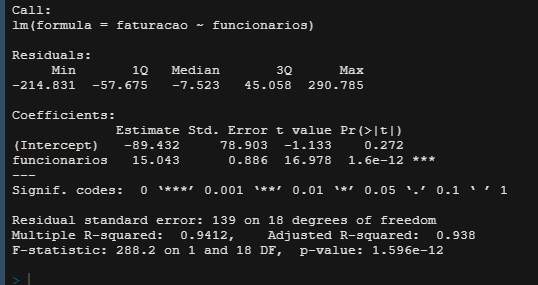 Call:
lm(formula = faturacao ~ funcionarios)

Residuals:
     Min       1Q   Median       3Q      Max
-214.831  -57.675   -7.523   45.058  290.785

Coefficients:
             Estimate Std. Error t value Pr(>|t|)
(Intercept)   -89.432     78.903  -1.133    0.272
funcionarios   15.043      0.886  16.978  1.6e-12 ***
---
Signif. codes:  0 ‘***’ 0.001 ‘**’ 0.01 ‘*’ 0.05 ‘.’ 0.1 ‘ ’ 1

Residual standard error: 139 on 18 degrees of freedom
Multiple R-squared:  0.9412,    Adjusted R-squared:  0.938
F-statistic: 288.2 on 1 and 18 DF,  p-value: 1.596e-12

>